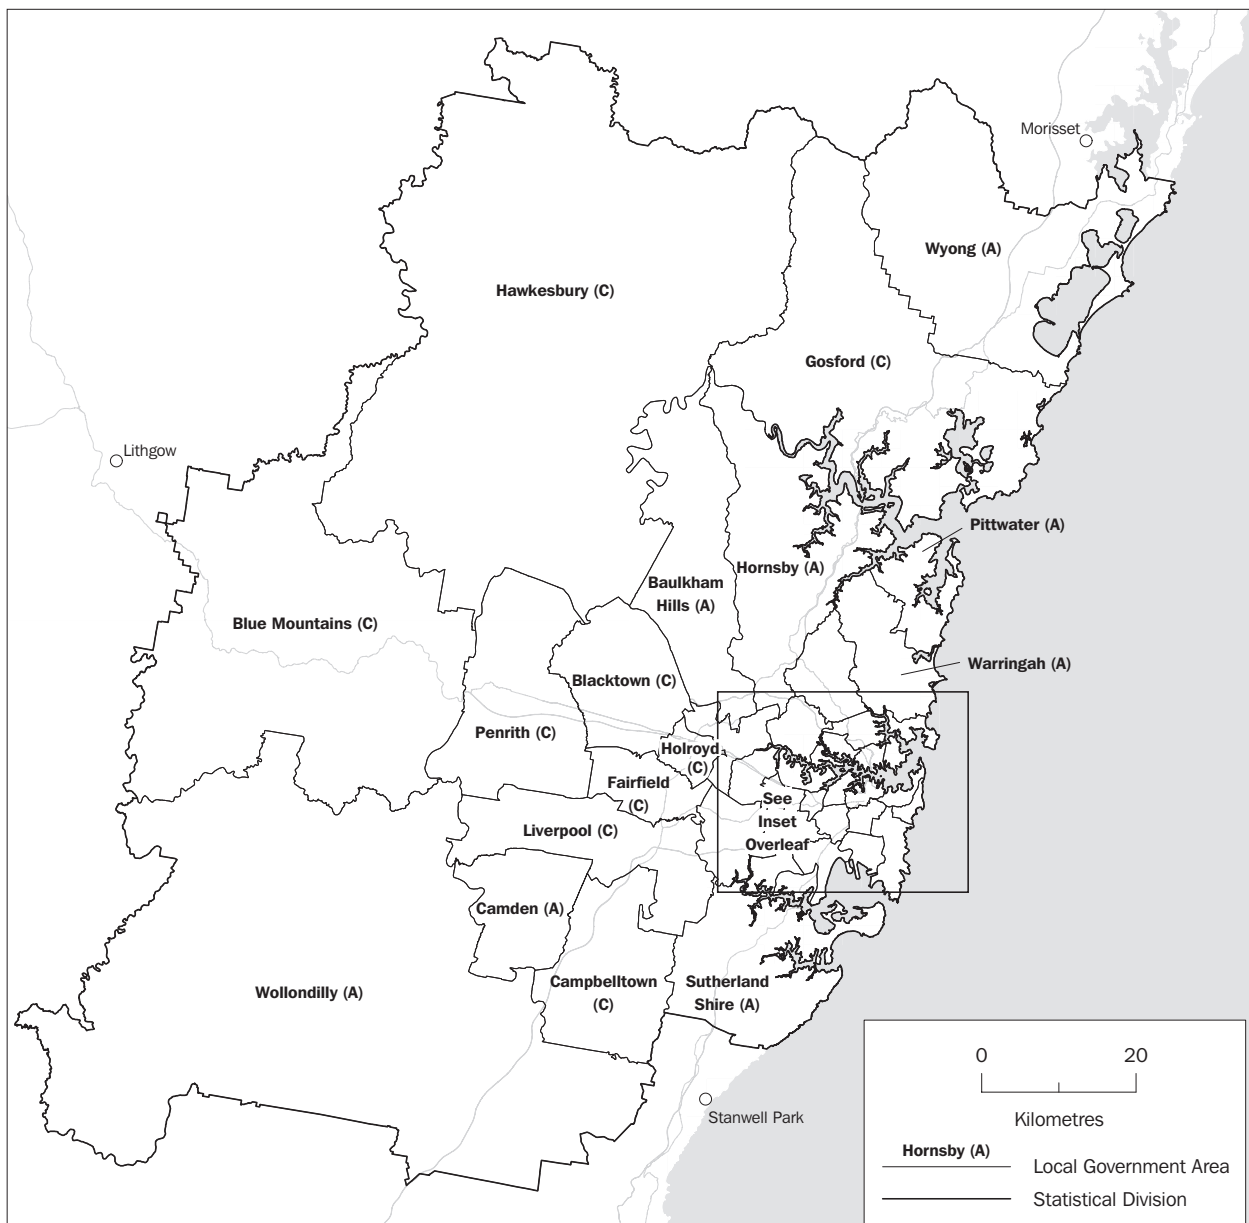 Morisset
Wyong (A)
Hawkesbury (C)
Gosford (C)
Lithgow
Pittwater (A)
Hornsby (A)
Baulkham
Hills (A)
Blue Mountains (C)
Warringah (A)
Blacktown (C)
Penrith (C)
Holroyd
(C)
Fairfield
(C)
See
Inset
Overleaf
Liverpool (C)
Camden (A)
Campbelltown
(C)
Sutherland
Shire (A)
Wollondilly (A)
Stanwell Park
0 20
Kilometres
Hornsby (A)
Local Government Area
Statistical Division